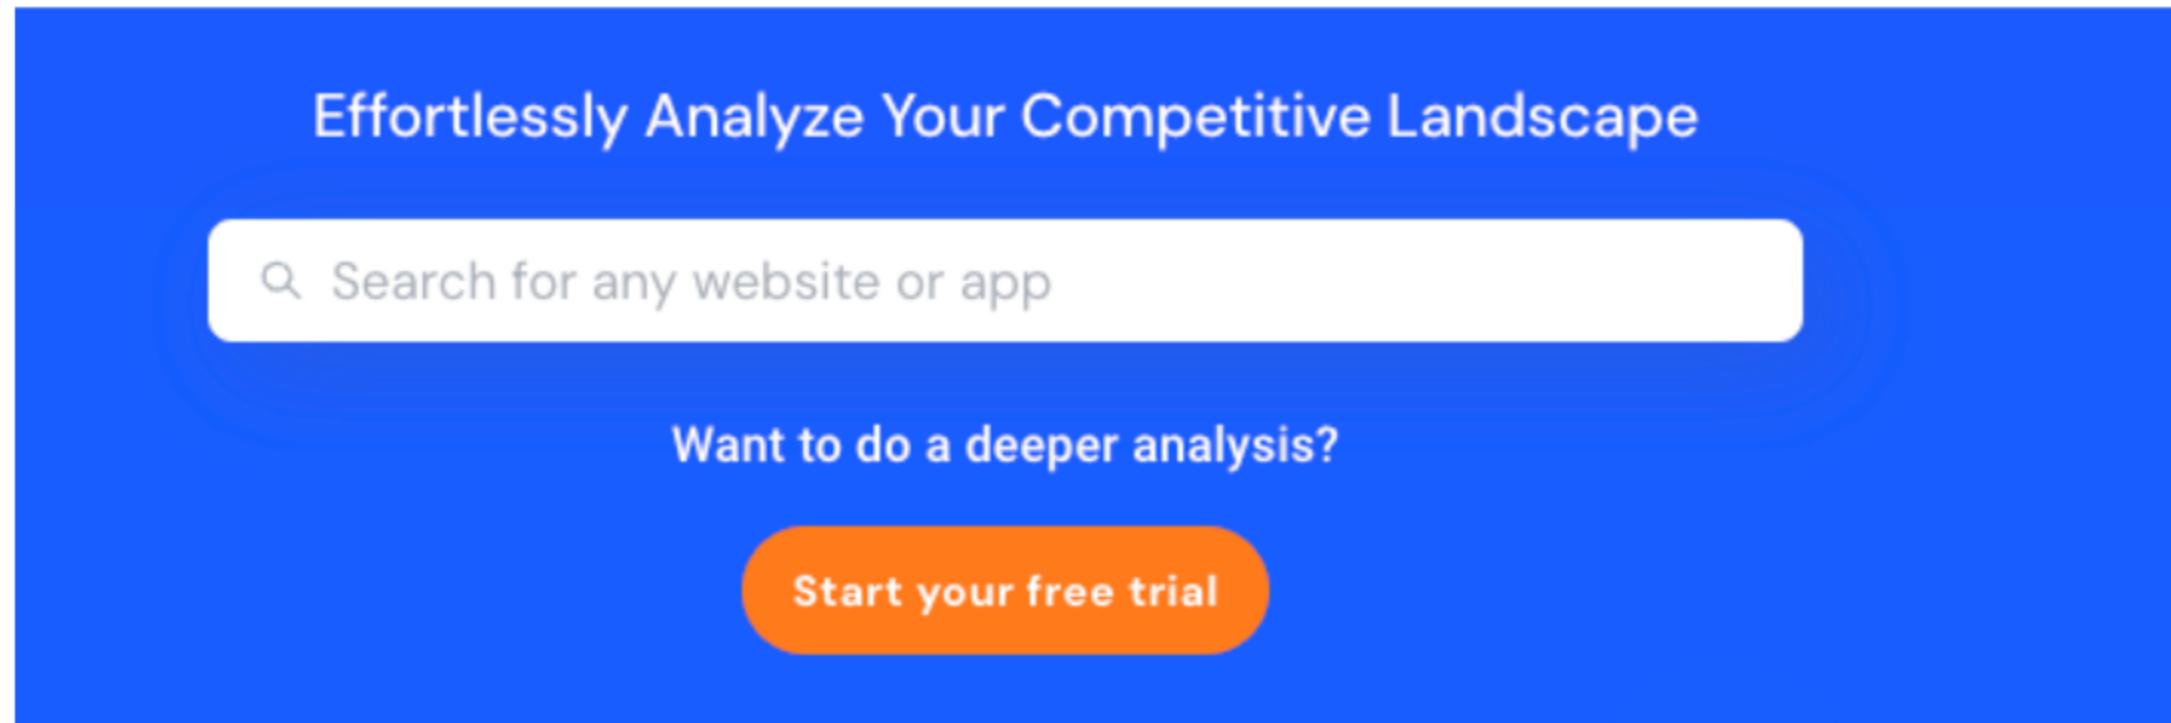 Effortlessly Analyze Your Competitive Landscape
Search for any website or app
Want to do a deeper analysis?
Start your free trial